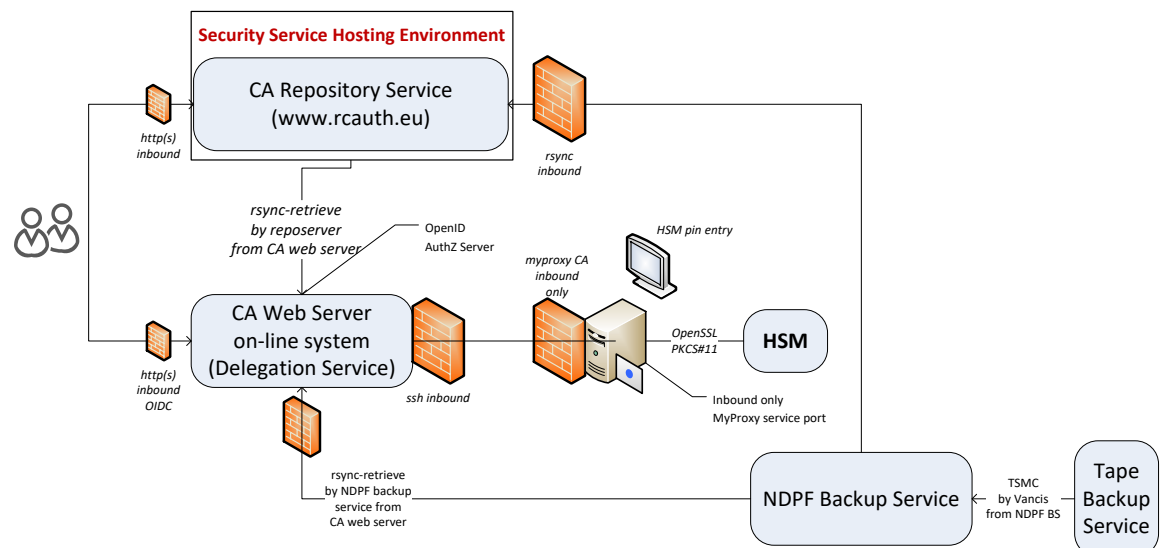 Security Service Hosting Environment
CA Repository Service
(www.rcauth.eu)
http(s)
inbound
rsync
inbound
rsync-retrieve
by reposerver
from CA web server
OpenID
AuthZ Server
HSM pin entry
myproxy CA
inbound
only
CA Web Server
on-line system
(Delegation Service)
OpenSSL
PKCS#11
HSM
http(s)
inbound
OIDC
ssh inbound
Inbound only
MyProxy service port
rsync-retrieve
by NDPF backup
service from
CA web server
NDPF Backup Service
TSMC
by Vancis
from NDPF BS
Tape
Backup
Service